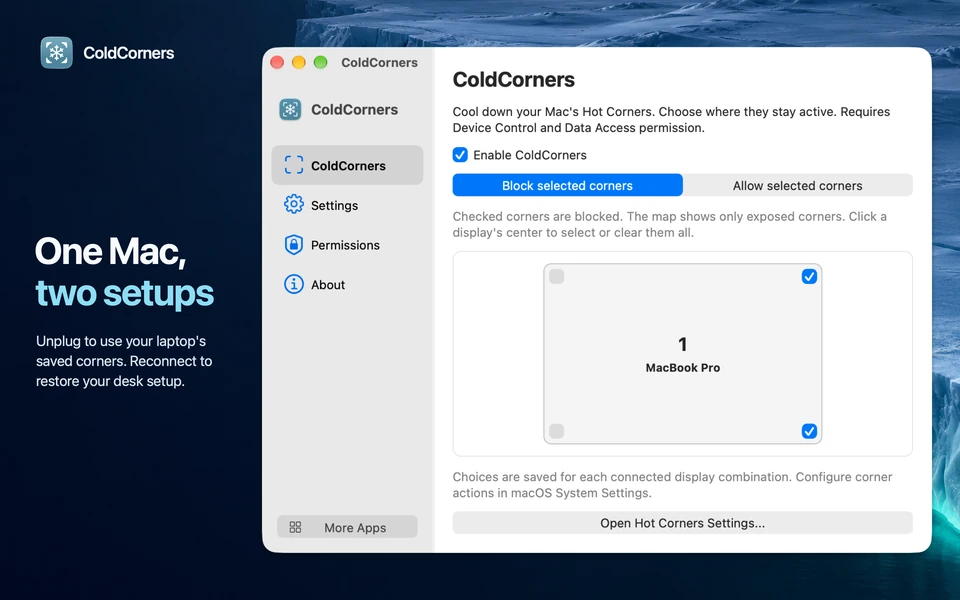 ColdCorners
One Mac,
two setups
Unplug to use your laptop's
saved corners. Reconnect to
restore your desk setup.
ColdCorners
ColdCorners
ColdCorners
Settings
Permissions
About
More Apps
ColdCorners
Cool down your Mac's Hot Corners. Choose where they stay active. Requires
Device Control and Data Access permission.
Enable ColdCorners
Block selected corners
Allow selected corners
Checked corners are blocked. The map shows only exposed corners. Click a
display's center to select or clear them all.
1
MacBook Pro
Choices are saved for each connected display combination. Configure corner
actions in macOS System Settings.
Open Hot Corners Settings...